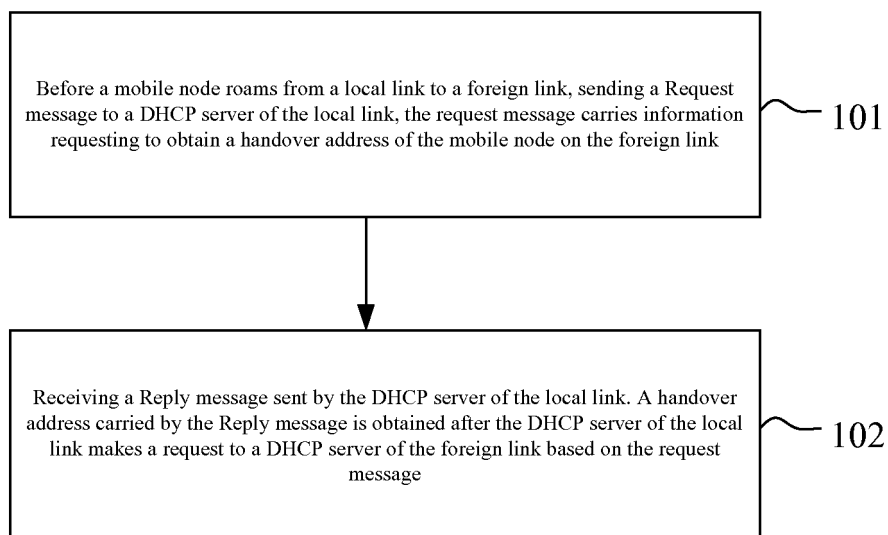 Before a mobile node roams from a local link to a foreign link, sending a Request
message to a DHCP server of the local link, the request message carries information
requesting to obtain a handover address of the mobile node on the foreign link
101
Receiving a Reply message sent by the DHCP server of the local link. A handover
address carried by the Reply message is obtained after the DHCP server of the local
link makes a request to a DHCP server of the foreign link based on the request
message
102